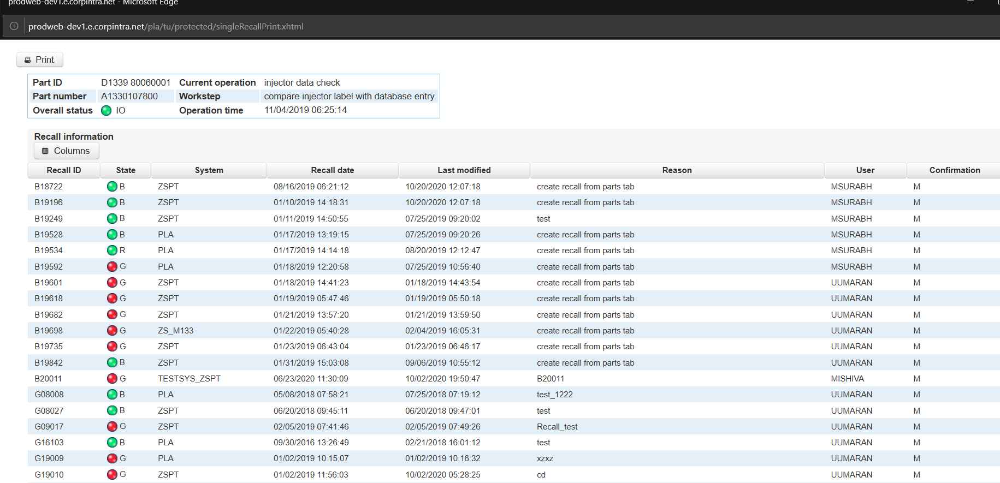 prodweb-dev1.e.corpintra.net - Microsoft Edge
prodweb-dev1.e.corpintra.net/pla/tu/protected/singleRecallPrint.xhtml
Print
Part ID D1339 80060001 Current operation injector data check
Part number A1330107800 Workstep compare injector label with database entry
Overall status IO Operation time 11/04/2019 06:25:14
Recall information
Columns
Recall ID State System Recall date Last modified Reason User Confirmation
B18722 B ZSPT 08/16/2019 06:21:12 10/20/2020 12:07:18 create recall from parts tab MSURABH M
B19196 B ZSPT 01/10/2019 14:18:31 10/20/2020 12:07:18 create recall from parts tab MSURABH M
B19249 B ZSPT 01/11/2019 14:50:55 07/25/2019 09:20:02 test MSURABH M
B19528 B PLA 01/17/2019 13:19:15 07/25/2019 09:20:26 create recall from parts tab MSURABH M
B19534 R PLA 01/17/2019 14:14:18 08/20/2019 12:12:47 create recall from parts tab MSURABH M
B19592 G PLA 01/18/2019 12:20:58 07/25/2019 10:56:40 create recall from parts tab MSURABH M
B19601 G ZSPT 01/18/2019 14:41:23 01/18/2019 14:43:54 create recall from parts tab UUMARAN M
B19618 G ZSPT 01/19/2019 05:47:46 01/19/2019 05:50:18 create recall from parts tab UUMARAN M
B19682 G ZSPT 01/21/2019 13:57:20 01/21/2019 13:59:50 create recall from parts tab UUMARAN M
B19698 G ZS_M133 01/22/2019 05:40:28 02/04/2019 16:05:31 create recall from parts tab UUMARAN M
B19735 G ZSPT 01/23/2019 06:43:04 01/23/2019 06:46:17 create recall from parts tab UUMARAN M
B19842 B ZSPT 01/31/2019 15:03:08 09/06/2019 10:55:12 create recall from parts tab UUMARAN M
B20011 G TESTSYS_ZSPT 06/23/2020 11:30:09 10/02/2020 19:50:47 B20011 MISHIVA M
G08008 B PLA 05/08/2018 07:58:21 07/25/2018 07:19:12 test_1222 UUMARAN M
G08027 B ZSPT 06/20/2018 09:45:11 06/20/2018 09:47:01 test UUMARAN M
G09017 G ZSPT 02/05/2019 07:41:46 02/05/2019 07:49:26 Recall_test UUMARAN M
G16103 B PLA 09/30/2016 13:26:49 02/21/2018 16:01:12 test UUMARAN M
G19009 G PLA 01/02/2019 10:15:07 01/02/2019 10:16:32 xzxz UUMARAN M
G19010 G ZSPT 01/02/2019 11:56:03 10/02/2020 05:28:25 cd UUMARAN M